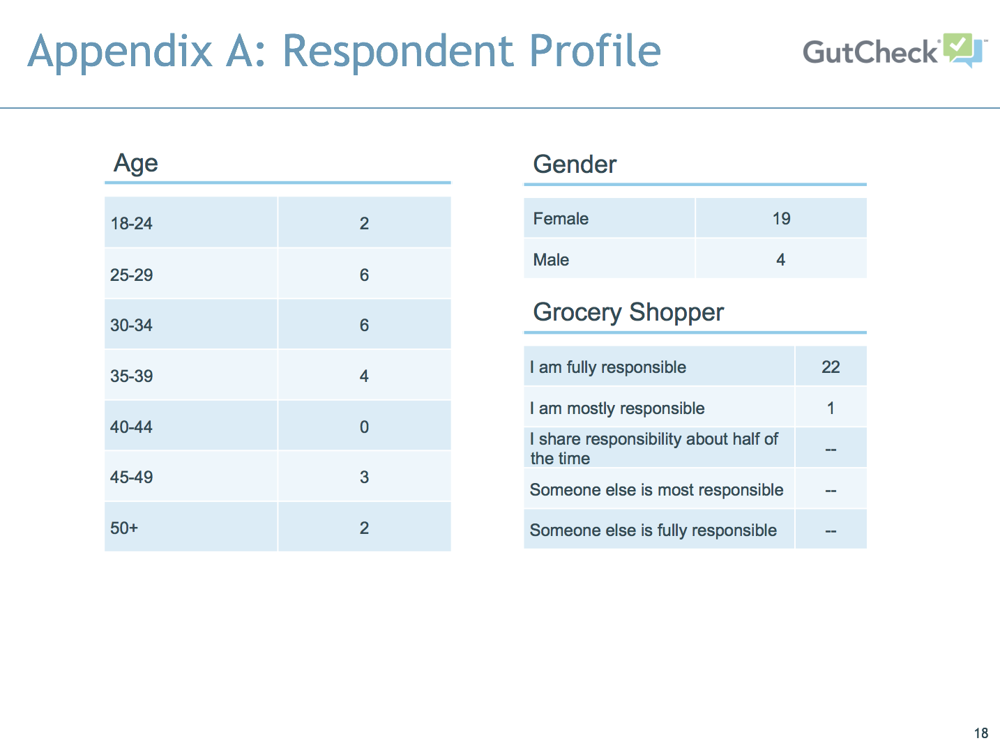 Appendix A: Respondent Profile
GutCheck® ℠
Age
18-24 2
25-29 6
30-34 6
35-39 4
40-44 0
45-49 3
50+ 2
Gender
Female 19
Male 4
Grocery Shopper
I am fully responsible 22
I am mostly responsible 1
I share responsibility about half of
the time --
Someone else is most responsible --
Someone else is fully responsible --
18